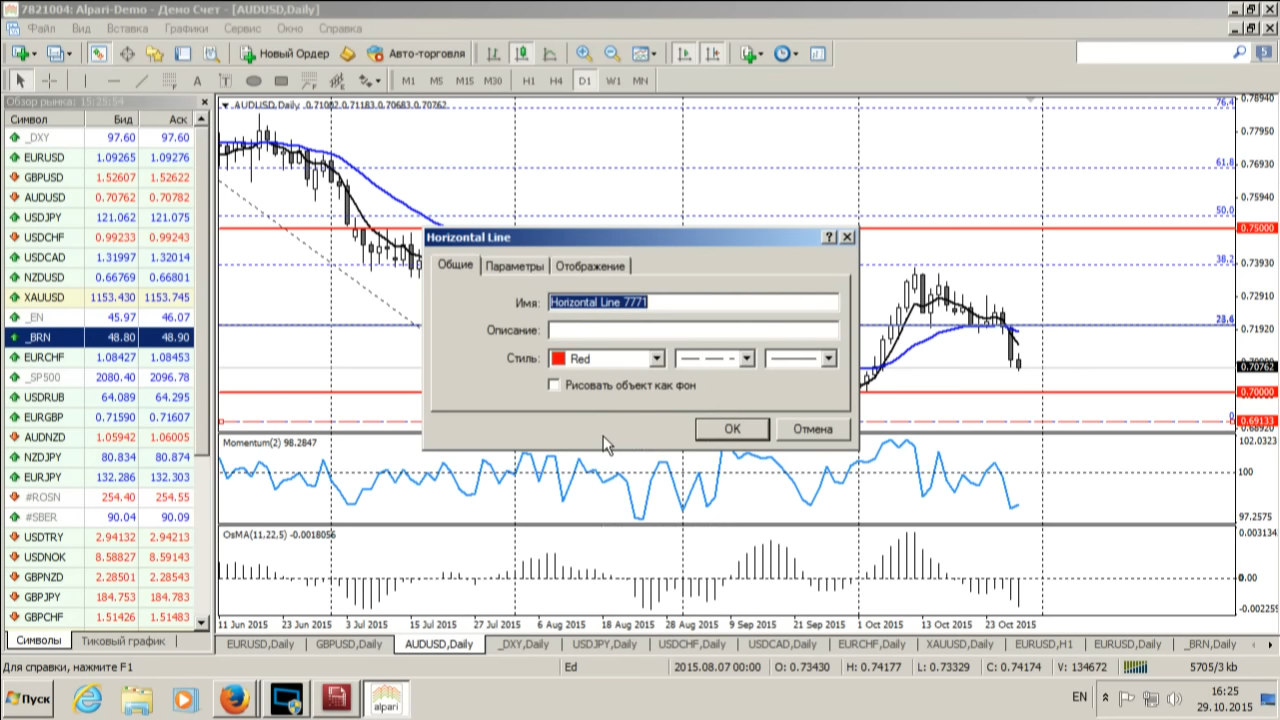 7821004: Alpari-Demo - Демо Счет - [AUDUSD,Daily]
Файл Вид Вставка Графики Сервис Окно Справка
Новый Ордер Авто-торговля 5
A T M1 M5 M15 M30 H1 H4 D1 W1 MN
Обзор рынка: 15:25:54
Символ Бид Аск
_DXY 97.60 97.60
EURUSD 1.09265 1.09276
GBPUSD 1.52607 1.52622
AUDUSD 0.70762 0.70782
USDJPY 121.062 121.075
USDCHF 0.99233 0.99243
USDCAD 1.31997 1.32014
NZDUSD 0.66769 0.66801
XAUUSD 1153.430 1153.745
_EN 45.97 46.07
_BRN 48.80 48.90
EURCHF 1.08427 1.08453
_SP500 2080.40 2096.78
USDRUB 64.089 64.295
EURGBP 0.71590 0.71607
AUDNZD 1.05942 1.06005
NZDJPY 80.834 80.874
EURJPY 132.286 132.303
#ROSN 254.40 254.55
#SBER 90.04 90.09
USDTRY 2.94132 2.94213
USDNOK 8.58827 8.59143
GBPNZD 2.28501 2.28543
GBPJPY 184.753 184.783
GBPCHF 1.51426 1.51483
Символы Тиковый график
AUDUSD,Daily 0.71002 0.71183 0.70683 0.70762
76.4
61.8
50.0
38.2
23.6
0
0.78940
0.77950
0.76930
0.75940
0.75000
0.73930
0.72910
0.71920
0.70762
0.70000
0.69133
0.68920
Horizontal Line
Общие Параметры Отображение
Имя: Horizontal Line 7771
Описание:
Стиль: Red
Рисовать объект как фон
OK Отмена
Momentum(2) 98.2847
102.0323
100
97.2575
OsMA(11,22,5) -0.0018056
0.003134
0.00
-0.002259
11 Jun 2015 23 Jun 2015 3 Jul 2015 15 Jul 2015 27 Jul 2015 6 Aug 2015 18 Aug 2015 28 Aug 2015 9 Sep 2015 21 Sep 2015 1 Oct 2015 13 Oct 2015 23 Oct 2015
EURUSD,Daily GBPUSD,Daily AUDUSD,Daily _DXY,Daily USDJPY,Daily USDCHF,Daily USDCAD,Daily EURCHF,Daily XAUUSD,Daily EURUSD,H1 EURUSD,Daily _BRN,Daily
Для справки, нажмите F1 Ed 2015.08.07 00:00 O: 0.73430 H: 0.74177 L: 0.73329 C: 0.74174 V: 134672 5705/3 kb
Пуск alpari EN 16:25
29.10.2015